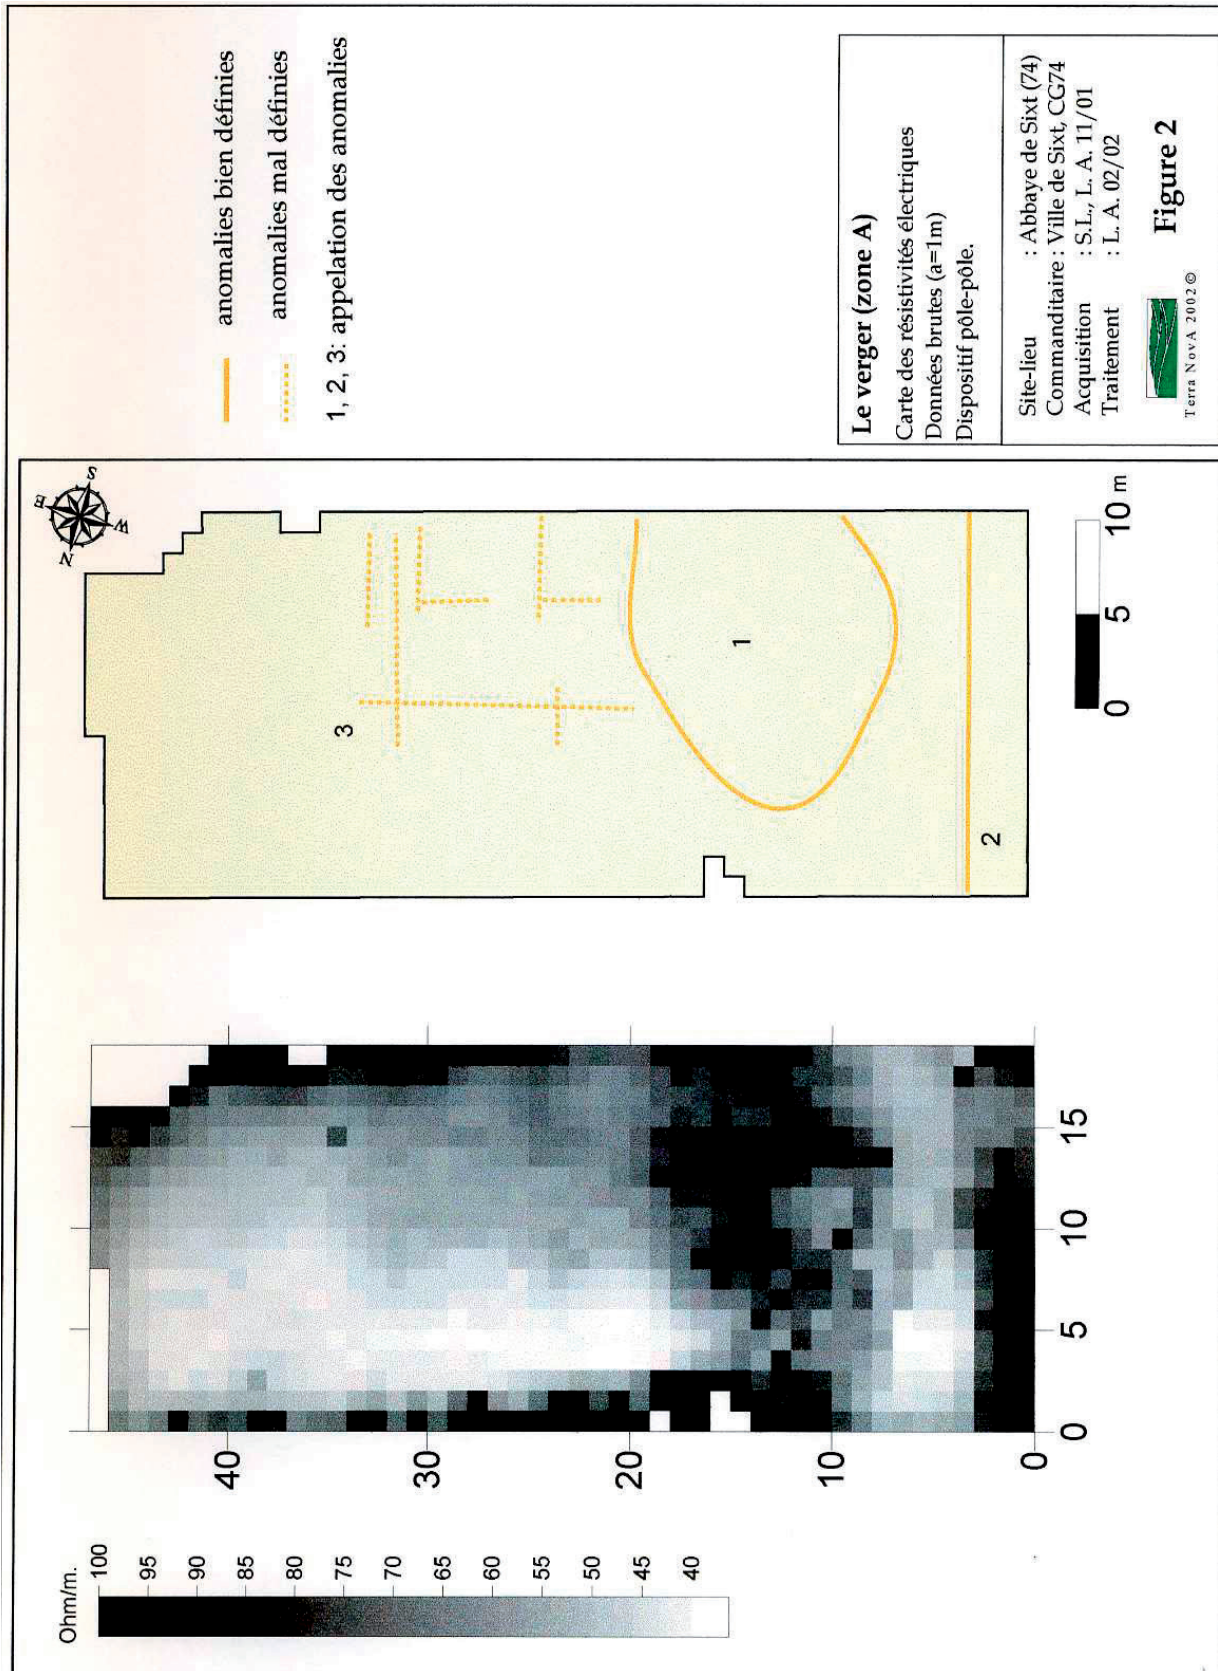 Ohm/m.
100
95
90
85
80
75
70
65
60
55
50
45
40
40
30
20
10
0
0
5
10
15
N
E
S
W
3
1
2
0
5
10 m
anomalies bien définies
anomalies mal définies
1, 2, 3: appelation des anomalies
Le verger (zone A)
Carte des résistivités électriques
Données brutes (a=1m)
Dispositif pôle-pôle.
Site-lieu : Abbaye de Sixt (74)
Commanditaire : Ville de Sixt, CG74
Acquisition : S.L., L. A. 11/01
Traitement : L. A. 02/02
Terra NovA 2002©
Figure 2